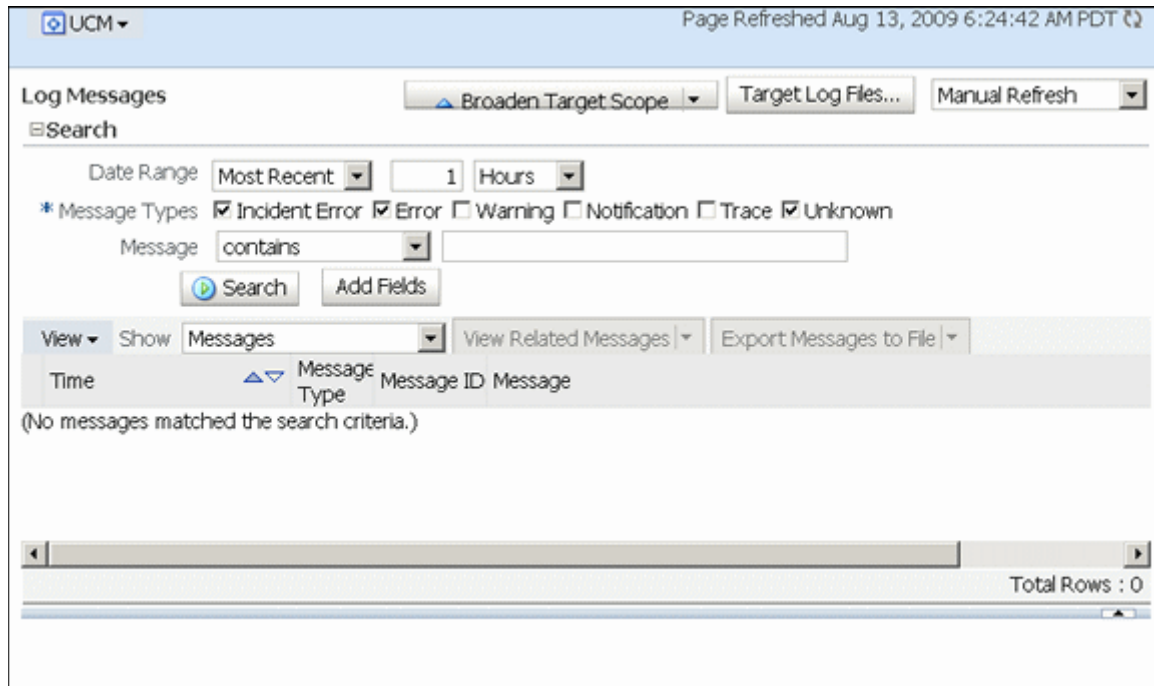 UCM
Page Refreshed Aug 13, 2009 6:24:42 AM PDT
Log Messages
Broaden Target Scope
Target Log Files...
Manual Refresh
Search
Date Range Most Recent 1 Hours
* Message Types Incident Error Error Warning Notification Trace Unknown
Message contains
Search Add Fields
View Show Messages View Related Messages Export Messages to File
Time Message Type Message ID Message
(No messages matched the search criteria.)
Total Rows : 0